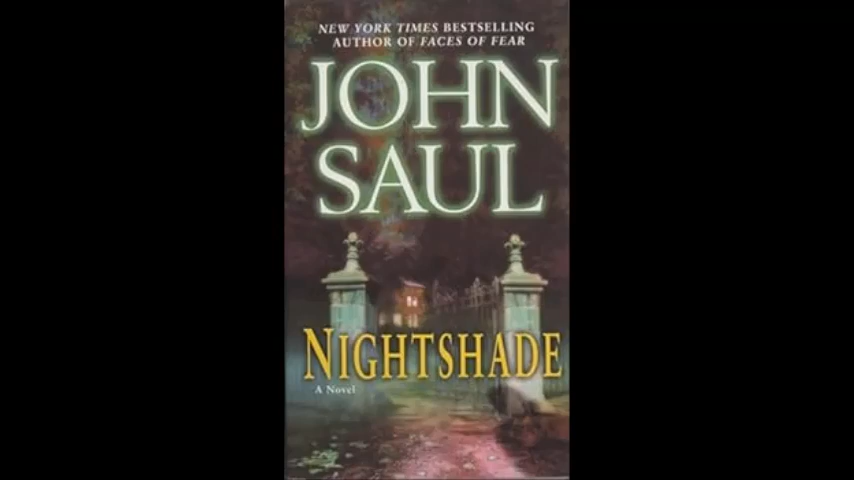 NEW YORK TIMES BESTSELLING
AUTHOR OF FACES OF FEAR
JOHN
SAUL
NIGHTSHADE
A Novel